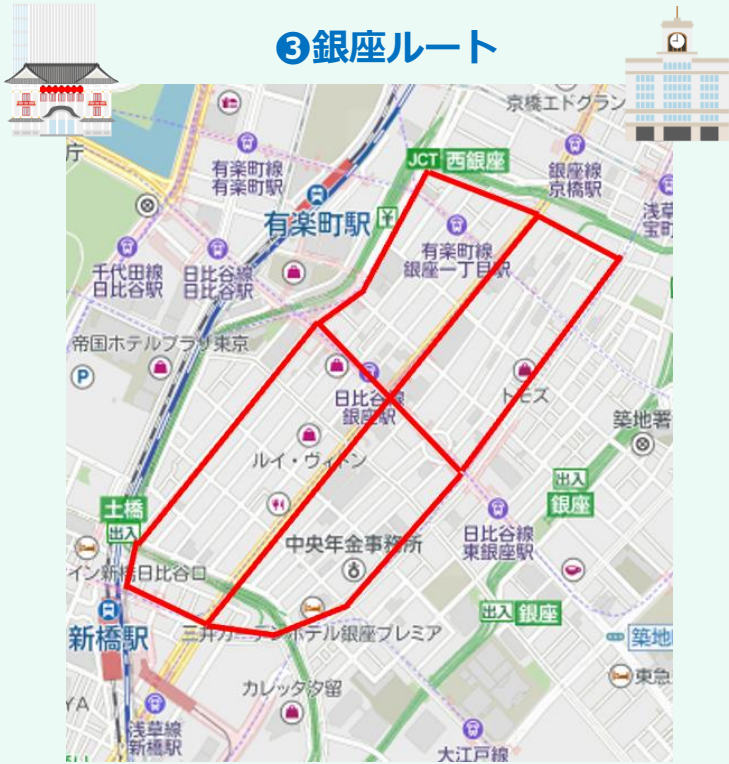 ❸銀座ルート
京橋エドグラン
庁
JCT 西銀座
有楽町線
有楽町駅
銀座線
京橋駅
浅草
宝町
有楽町駅
有楽町線
銀座一丁目駅
千代田線
日比谷駅
日比谷線
日比谷駅
帝国ホテルプラザ東京
P
日比谷線
銀座駅
トモズ
築地署
ルイ・ヴィトン
出入
銀座
土橋
出入
日比谷線
東銀座駅
中央年金事務所
イン新橋日比谷口
出入 銀座
新橋駅
三井ガーデンホテル銀座プレミア
築地
東急
カレッタ汐留
YA
浅草線
新橋駅
大江戸線